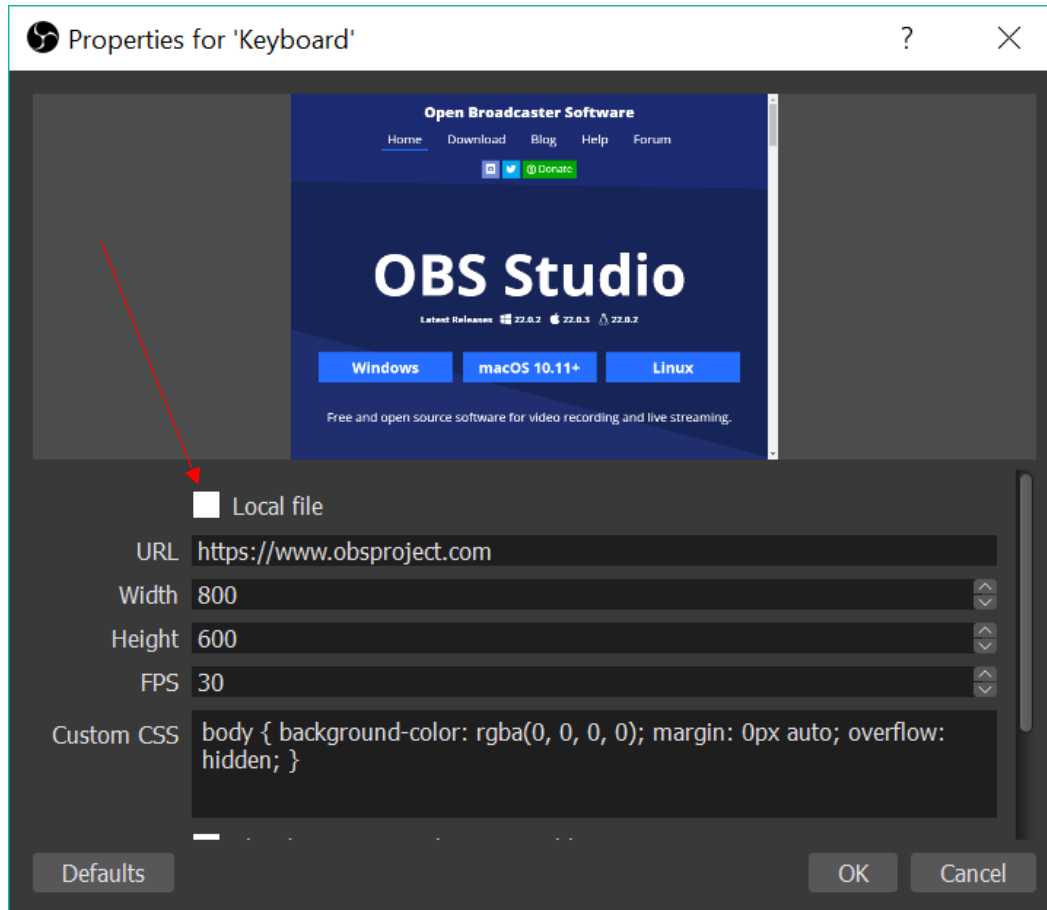 Properties for 'Keyboard'
?
Open Broadcaster Software
Home Download Blog Help Forum
Donate
OBS Studio
Latest Releases 22.0.2 22.0.3 22.0.2
Windows macOS 10.11+ Linux
Free and open source software for video recording and live streaming.
Local file
URL https://www.obsproject.com
Width 800
Height 600
FPS 30
Custom CSS body { background-color: rgba(0, 0, 0, 0); margin: 0px auto; overflow:
hidden; }
Defaults OK Cancel